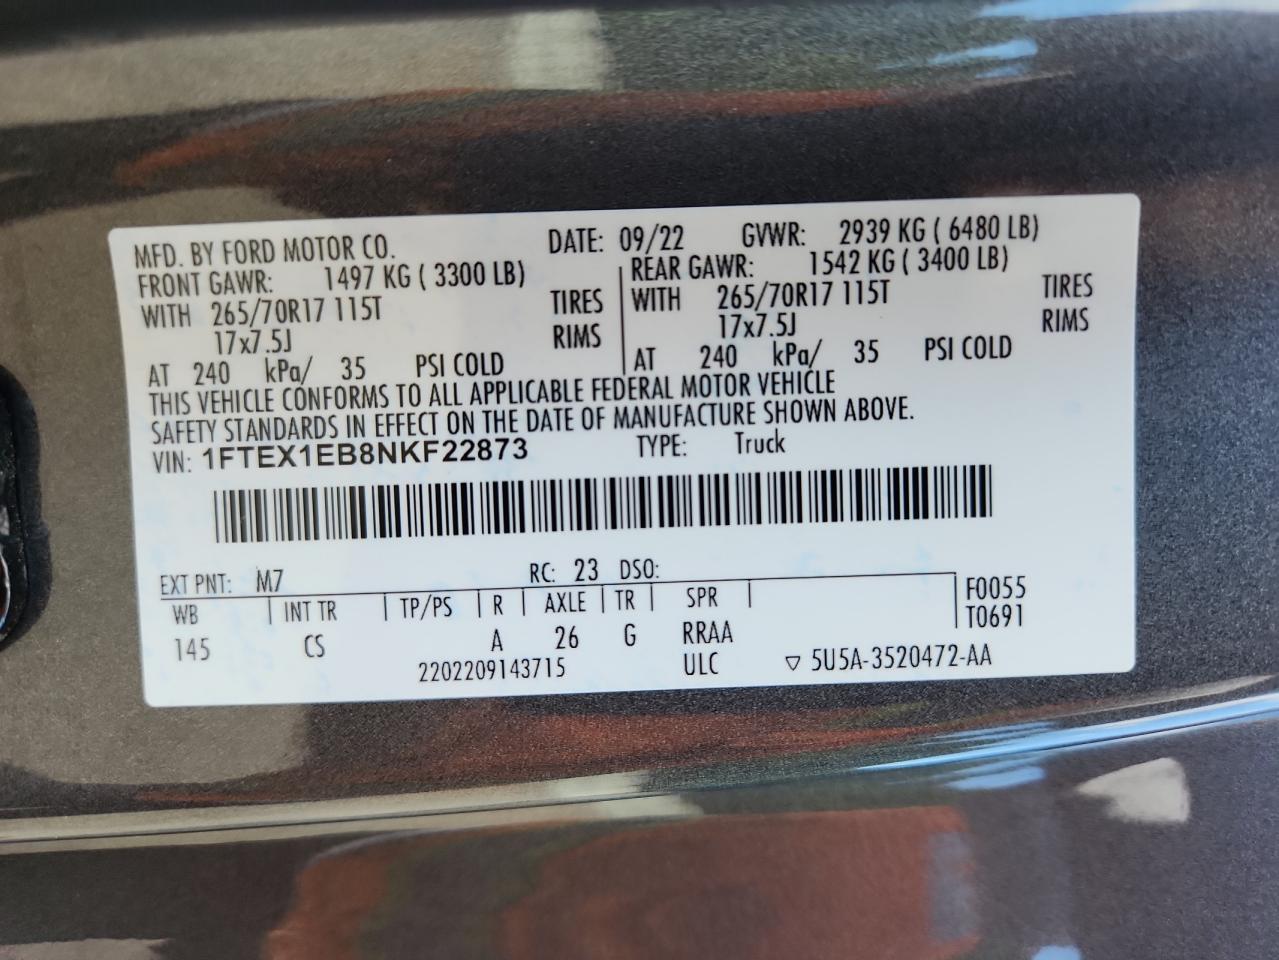 MFD. BY FORD MOTOR CO. DATE: 09/22 GVWR: 2939 KG ( 6480 LB)
FRONT GAWR: 1497 KG ( 3300 LB) REAR GAWR: 1542 KG ( 3400 LB)
WITH 265/70R17 115T TIRES WITH 265/70R17 115T TIRES
17x7.5J RIMS 17x7.5J RIMS
AT 240 kPa/ 35 PSI COLD AT 240 kPa/ 35 PSI COLD
THIS VEHICLE CONFORMS TO ALL APPLICABLE FEDERAL MOTOR VEHICLE
SAFETY STANDARDS IN EFFECT ON THE DATE OF MANUFACTURE SHOWN ABOVE.
VIN: 1FTEX1EB8NKF22873 TYPE: Truck
EXT PNT: M7 RC: 23 DSO:
WB INT TR TP/PS R AXLE TR SPR F0055
145 CS A 26 G RRAA T0691
2202209143715 ULC ▽ 5U5A-3520472-AA